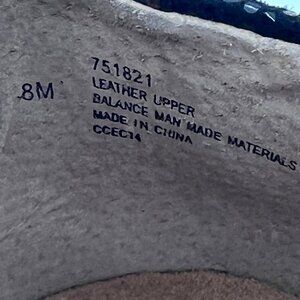 751821
8M LEATHER UPPER
BALANCE MAN MADE MATERIALS
MADE IN CHINA
CCEC14